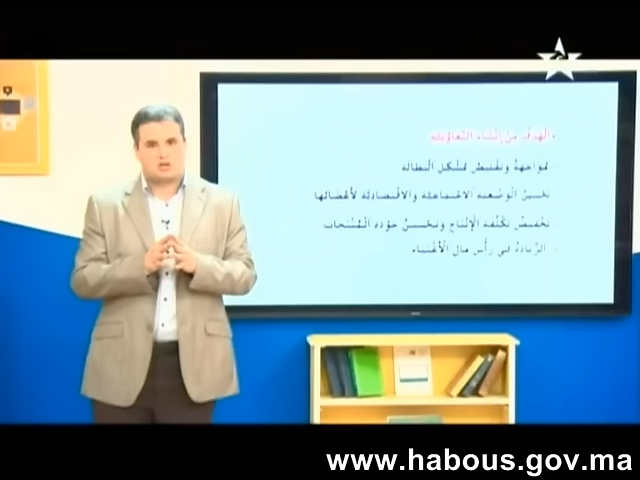 الهدف من إنشاء التعاونية
مواجهة وتقليص مشكل البطالة
تحسين الوضعية الاجتماعية والاقتصادية لأعضائها
تخفيض تكلفة الإنتاج وتحسين جودة المنتجات
الزيادة في رأس مال الأغنياء
www.habous.gov.ma